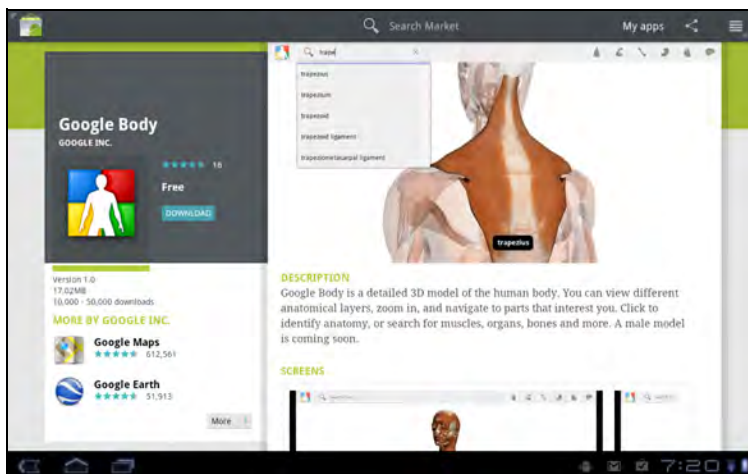 Search Market
My apps
Google Body
GOOGLE INC.
16
Free
DOWNLOAD
Version 1.0
17.02MB
10,000 - 50,000 downloads
MORE BY GOOGLE INC.
Google Maps
612,561
Google Earth
51,913
More
trape
trapezius
trapezium
trapezoid
trapezoid ligament
trapeziometacarpal ligament
trapezius
DESCRIPTION
Google Body is a detailed 3D model of the human body. You can view different
anatomical layers, zoom in, and navigate to parts that interest you. Click to
identify anatomy, or search for muscles, organs, bones and more. A male model
is coming soon.
SCREENS
7:20